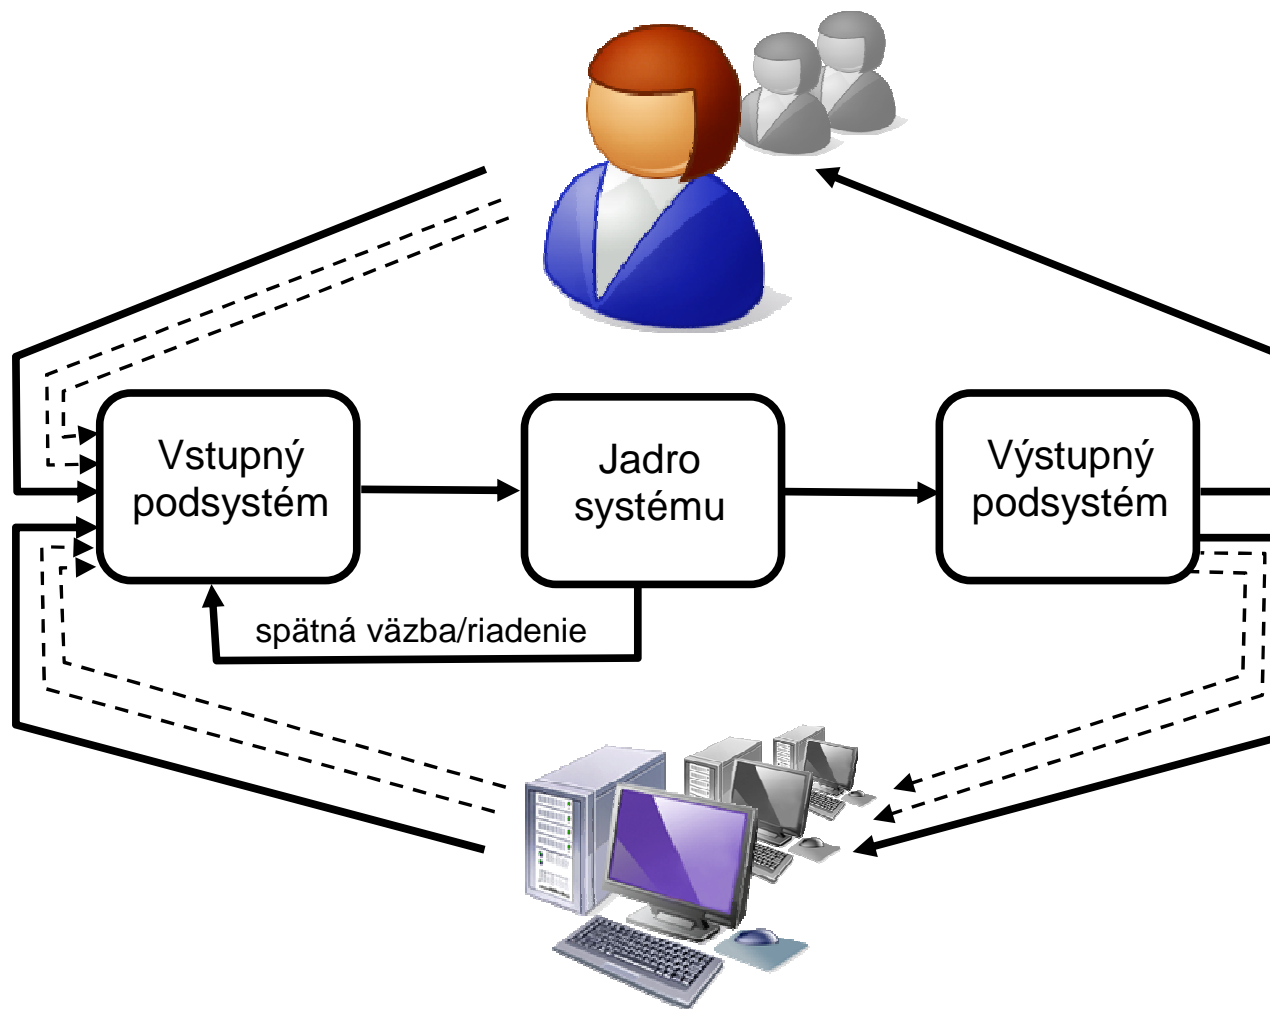 Vstupný
podsystém
Jadro
systému
Výstupný
podsystém
spätná väzba/riadenie